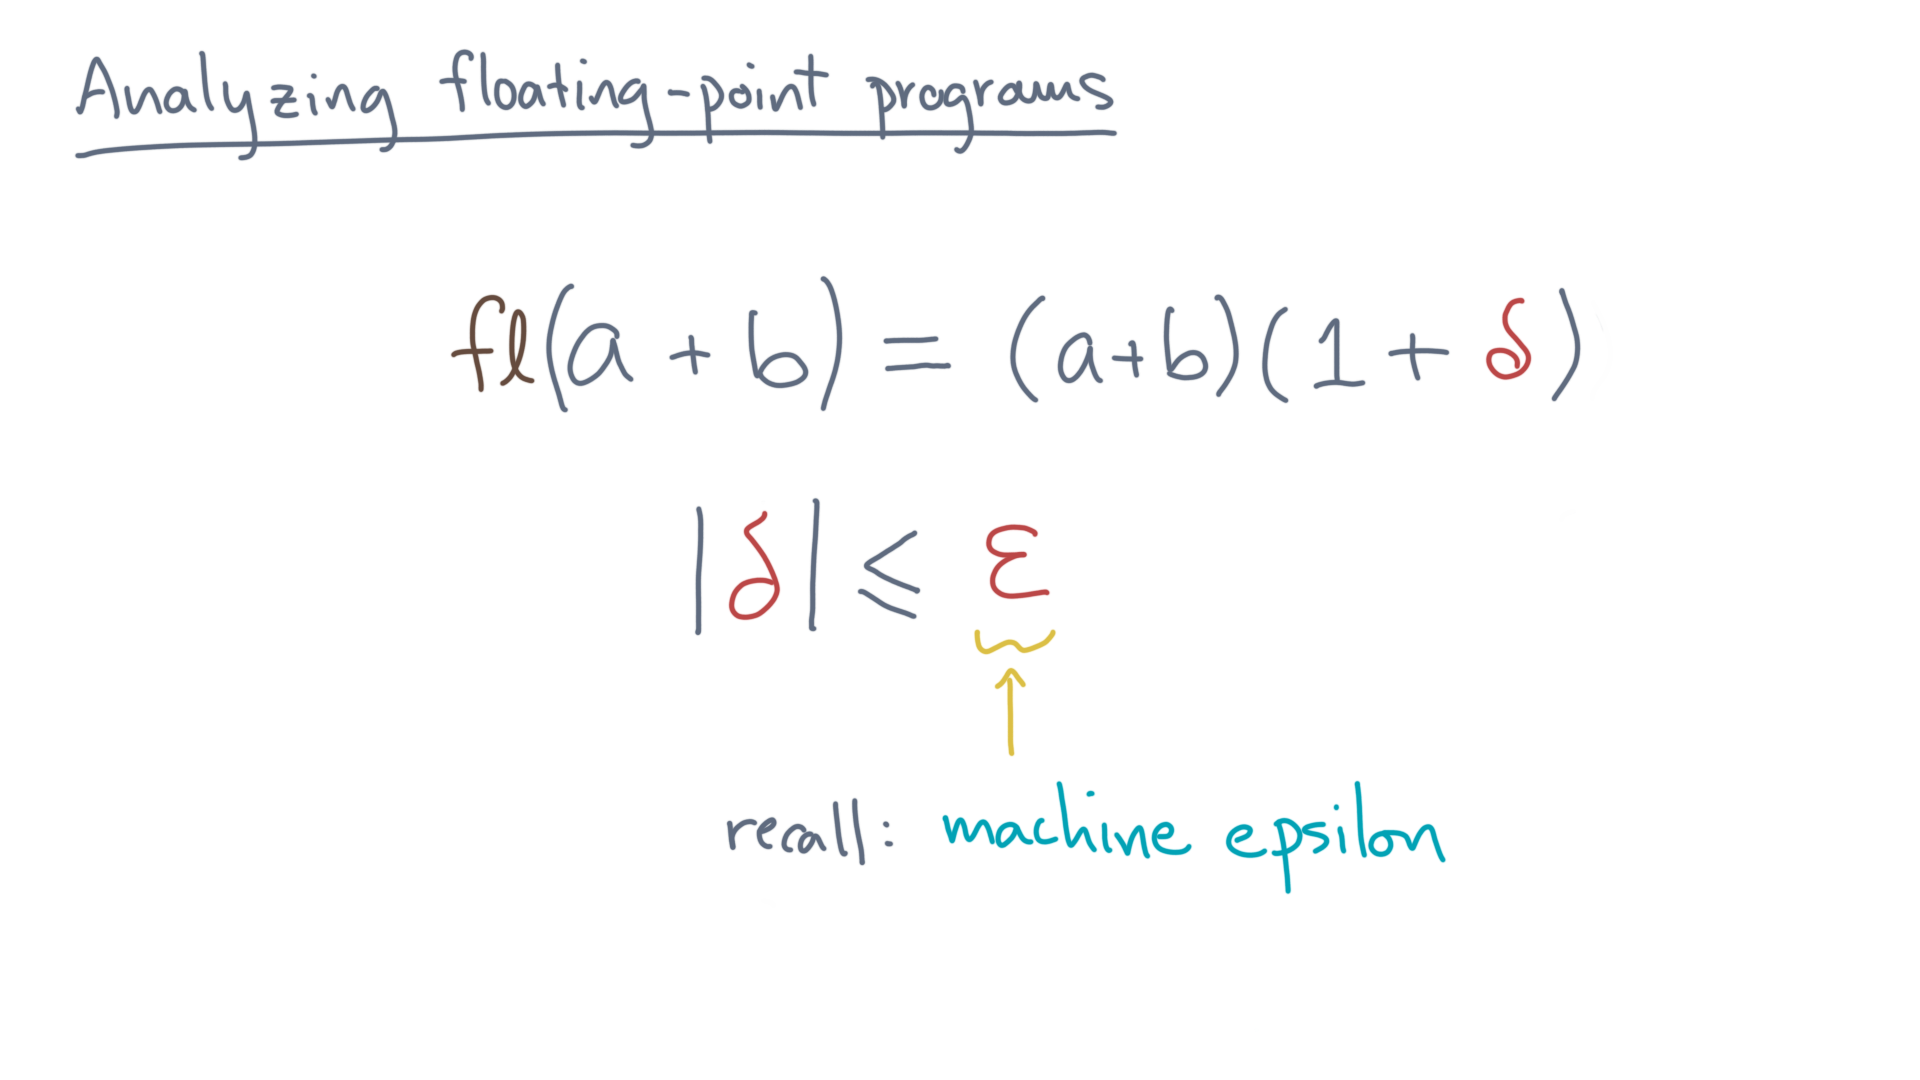 Analyzing floating-point programs
fl(a + b) = (a+b)(1 + δ)
|δ| ≤ ε
recall: machine epsilon